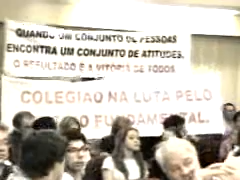 QUANDO UM CONJUNTO DE PESSOAS
ENCONTRA UM CONJUNTO DE ATITUDES,
O RESULTADO É A VITÓRIA DE TODOS
COLEGIÃO NA LUTA PELO
FUNDAMENTAL.